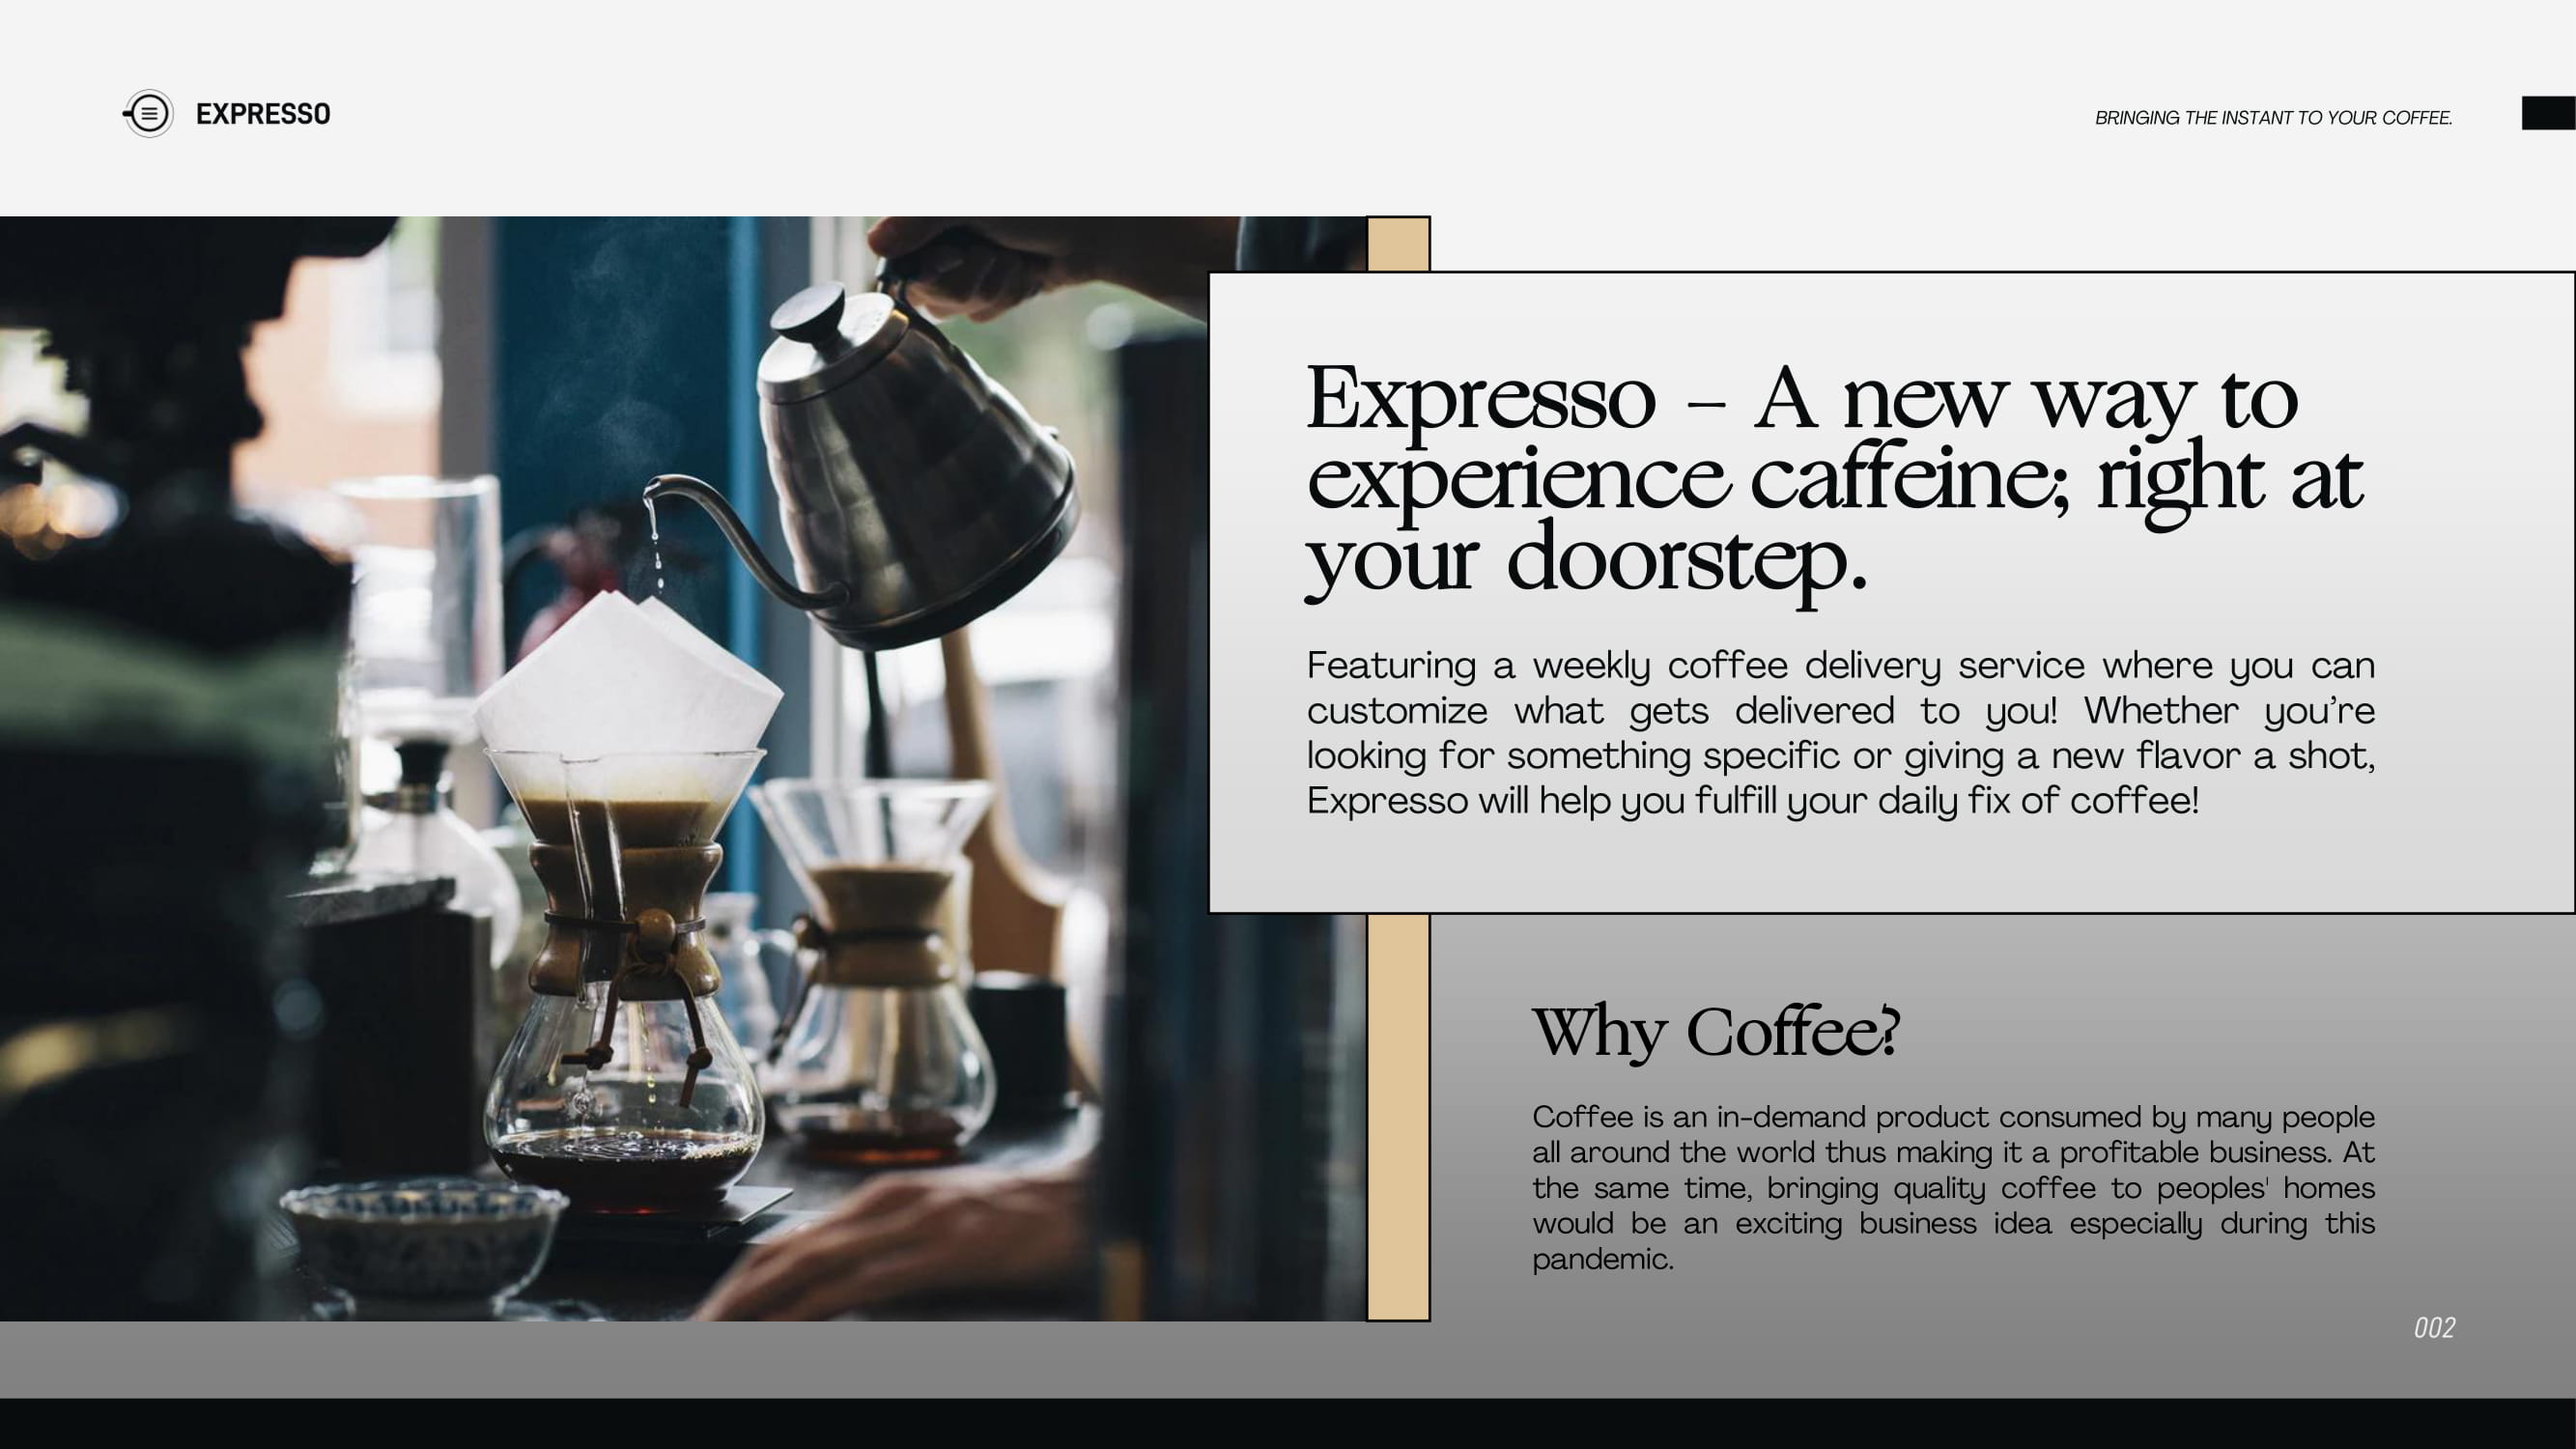 EXPRESSO
BRINGING THE INSTANT TO YOUR COFFEE.
Expresso – A new way to
experience caffeine; right at
your doorstep.
Featuring a weekly coffee delivery service where you can
customize what gets delivered to you! Whether you’re
looking for something specific or giving a new flavor a shot,
Expresso will help you fulfill your daily fix of coffee!
Why Coffee?
Coffee is an in-demand product consumed by many people
all around the world thus making it a profitable business. At
the same time, bringing quality coffee to peoples' homes
would be an exciting business idea especially during this
pandemic.
002